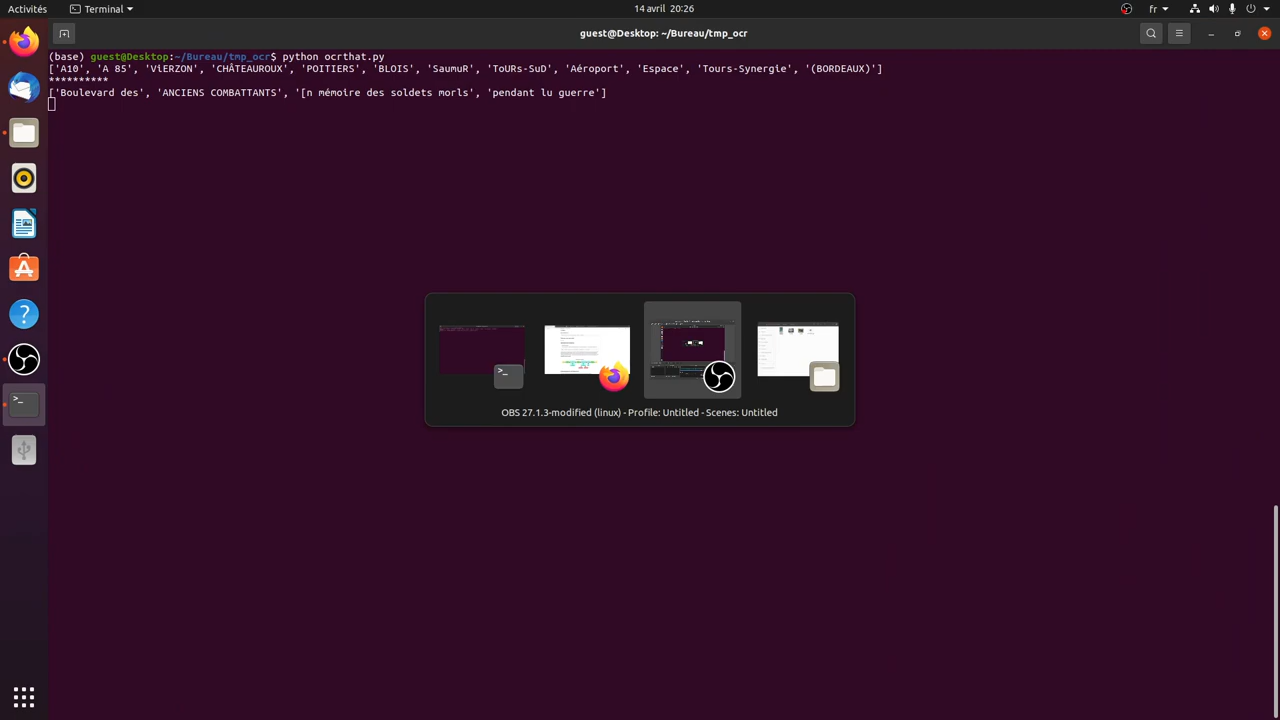 Activités
Terminal
14 avril 20:26
fr
guest@Desktop: ~/Bureau/tmp_ocr
(base) guest@Desktop:~/Bureau/tmp_ocr$ python ocrthat.py
['A10', 'A 85', 'ViERZON', 'CHÂTEAUROUX', 'POITIERS', 'BLOIS', 'SaumuR', 'ToURs-SuD', 'Aéroport', 'Espace', 'Tours-Synergie', '(BORDEAUX)']
**********
['Boulevard des', 'ANCIENS COMBATTANTS', '[n mémoire des soldets morls', 'pendant lu guerre']
OBS 27.1.3-modified (linux) - Profile: Untitled - Scenes: Untitled